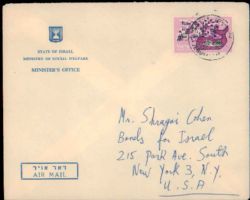 STATE OF ISRAEL
MINISTRY OF SOCIAL WELFARE
MINISTER'S OFFICE
Mr. Shragai Cohen
Bonds for Israel
215 Park Ave. South
New York 3, N.Y.
U.S.A
דאר אויר
AIR MAIL